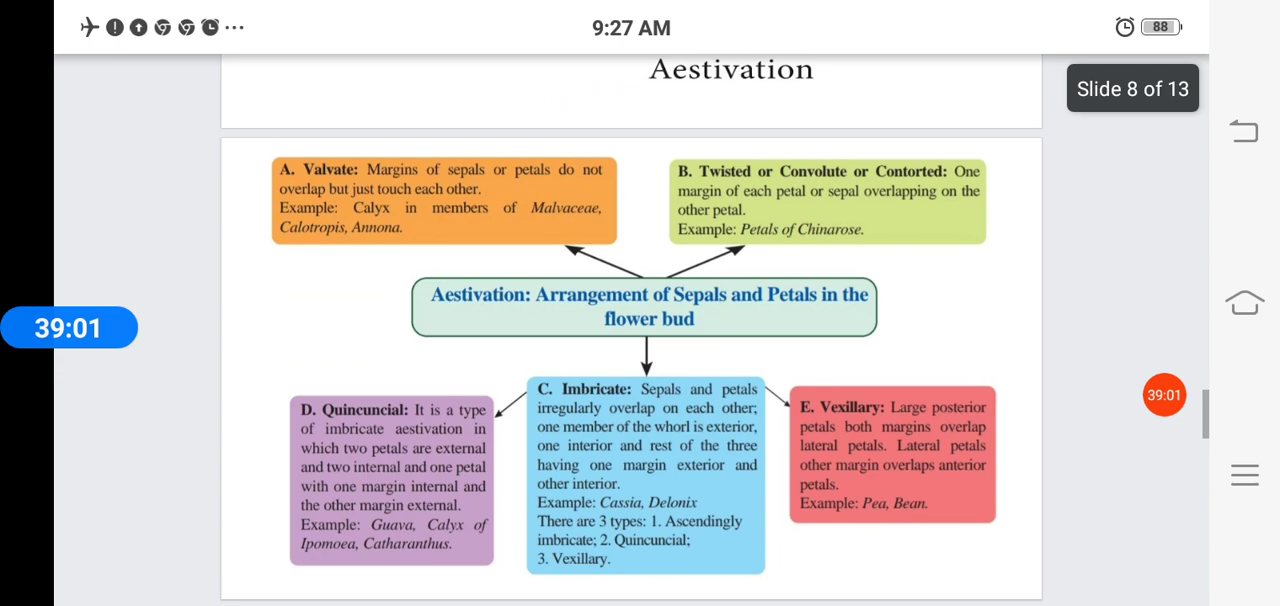 9:27 AM
88
Aestivation
Slide 8 of 13
A. Valvate: Margins of sepals or petals do not
overlap but just touch each other.
Example: Calyx in members of Malvaceae,
Calotropis, Annona.
B. Twisted or Convolute or Contorted: One
margin of each petal or sepal overlapping on the
other petal.
Example: Petals of Chinarose.
Aestivation: Arrangement of Sepals and Petals in the
flower bud
39:01
D. Quincuncial: It is a type
of imbricate aestivation in
which two petals are external
and two internal and one petal
with one margin internal and
the other margin external.
Example: Guava, Calyx of
Ipomoea, Catharanthus.
C. Imbricate: Sepals and petals
irregularly overlap on each other;
one member of the whorl is exterior,
one interior and rest of the three
having one margin exterior and
other interior.
Example: Cassia, Delonix
There are 3 types: 1. Ascendingly
imbricate; 2. Quincuncial;
3. Vexillary.
E. Vexillary: Large posterior
petals both margins overlap
lateral petals. Lateral petals
other margin overlaps anterior
petals.
Example: Pea, Bean.
39:01